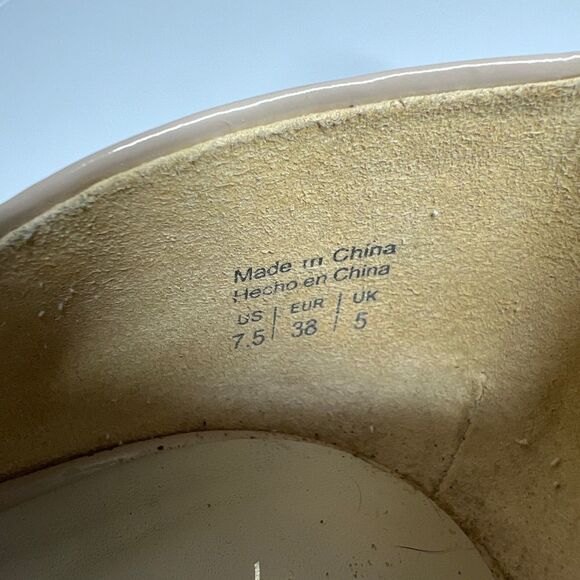 Made in China
Hecho en China
US | EUR | UK
7.5 | 38 | 5